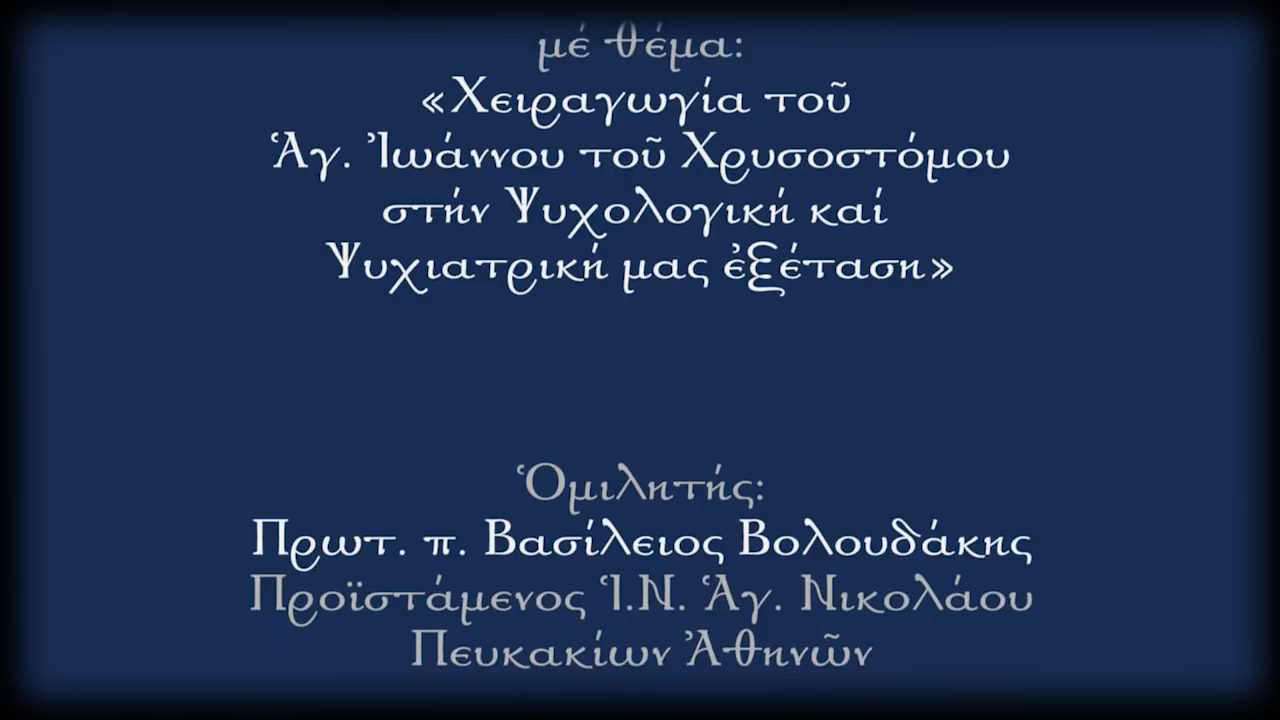 μέ θέμα:
«Χειραγωγία τοῦ
Ἁγ. Ἰωάννου τοῦ Χρυσοστόμου
στήν Ψυχολογική καί
Ψυχιατρική μας ἐξέταση»
Ὁμιλητής:
Πρωτ. π. Βασίλειος Βολουδάκης
Προϊστάμενος Ἱ.Ν. Ἁγ. Νικολάου
Πευκακίων Ἀθηνῶν